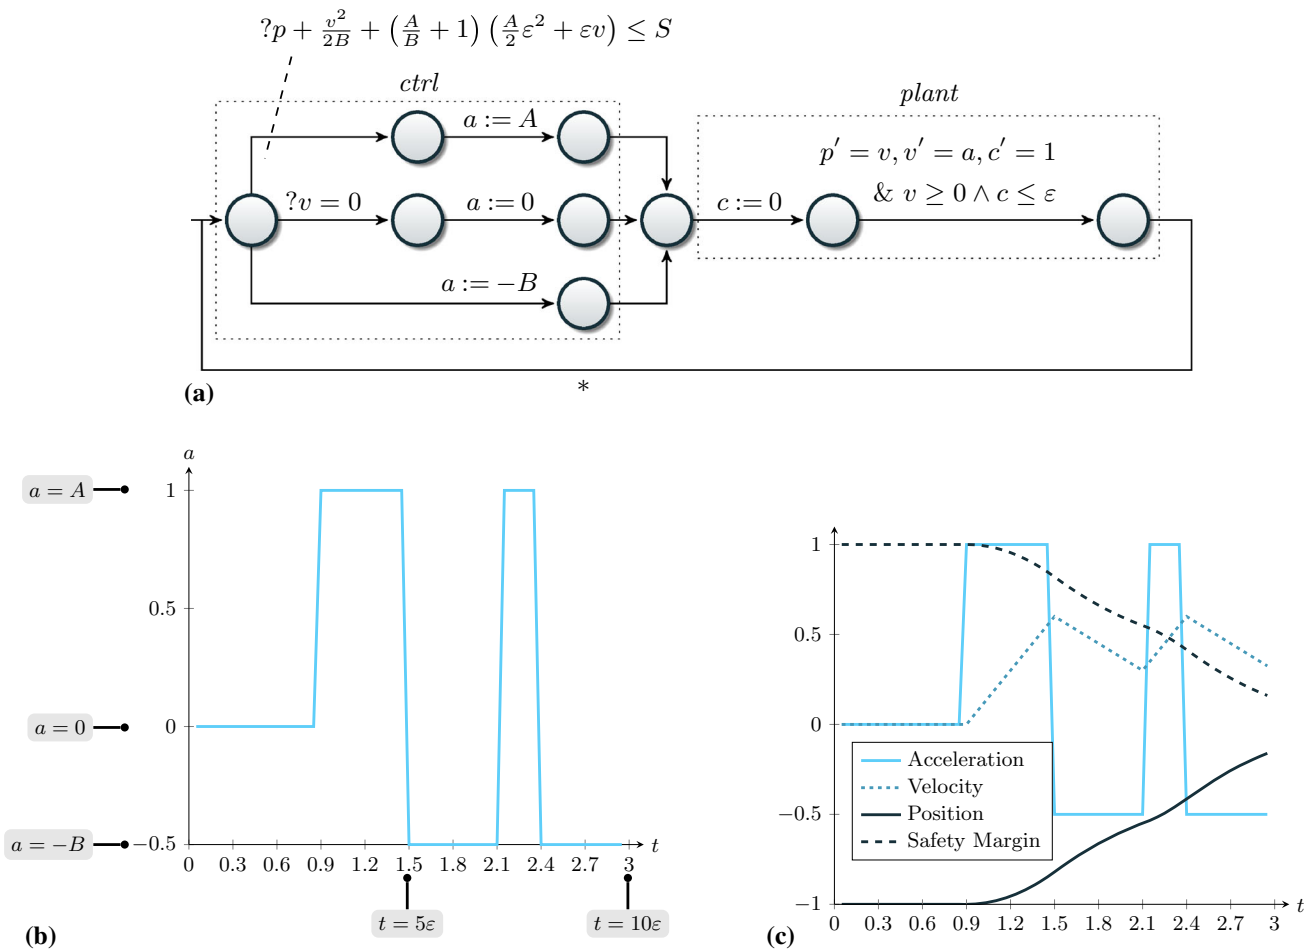 ?p + v²/2B + (A/B + 1) (A/2 ε² + εv) ≤ S
ctrl
plant
a := A
p′ = v, v′ = a, c′ = 1
?v = 0
a := 0
c := 0
& v ≥ 0 ∧ c ≤ ε
a := −B
(a)
*
a
a = A
1
0.5
a = 0
0
a = −B
−0.5
0 0.3 0.6 0.9 1.2 1.5 1.8 2.1 2.4 2.7 3
t
t = 5ε
t = 10ε
(b)
1
0.5
0
−0.5
−1
Acceleration
Velocity
Position
Safety Margin
0 0.3 0.6 0.9 1.2 1.5 1.8 2.1 2.4 2.7 3
t
(c)